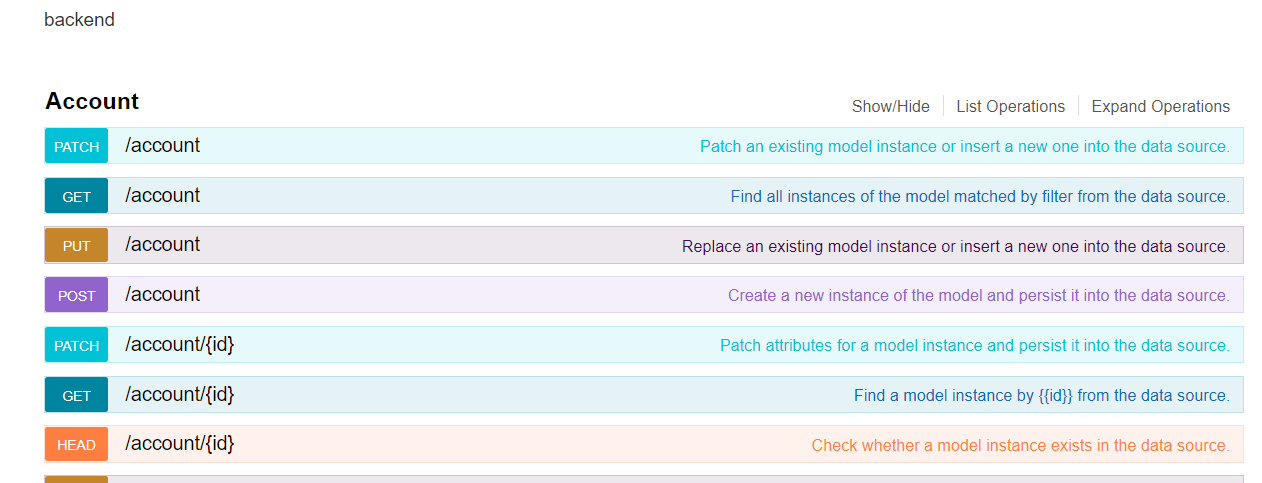 backend
Account
Show/Hide List Operations Expand Operations
PATCH /account Patch an existing model instance or insert a new one into the data source.
GET /account Find all instances of the model matched by filter from the data source.
PUT /account Replace an existing model instance or insert a new one into the data source.
POST /account Create a new instance of the model and persist it into the data source.
PATCH /account/{id} Patch attributes for a model instance and persist it into the data source.
GET /account/{id} Find a model instance by {{id}} from the data source.
HEAD /account/{id} Check whether a model instance exists in the data source.